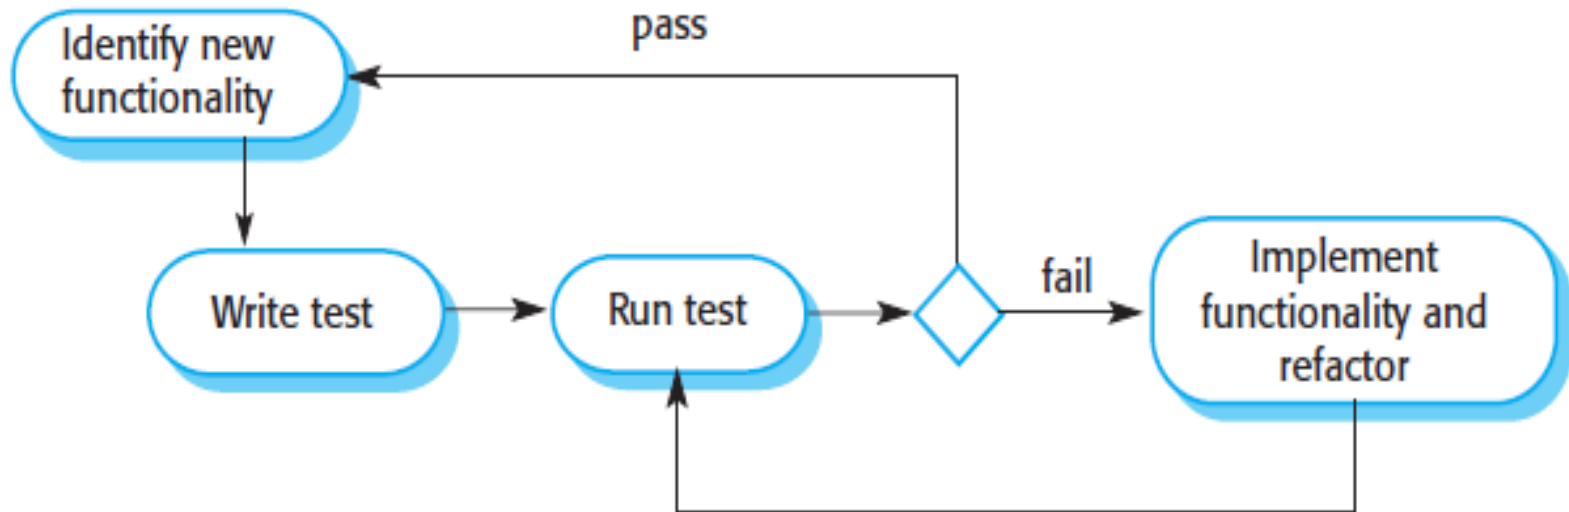 Identify new
functionality
pass
Write test
Run test
fail
Implement
functionality and
refactor